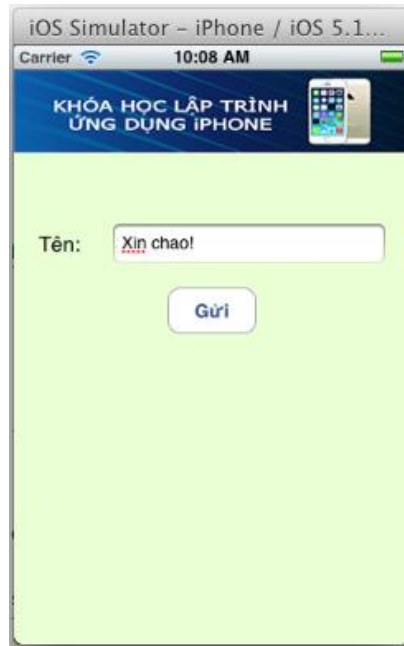 iOS Simulator – iPhone / iOS 5.1...
Carrier 10:08 AM
KHÓA HỌC LẬP TRÌNH
ỨNG DỤNG iPHONE
Tên: Xin chao!
Gửi